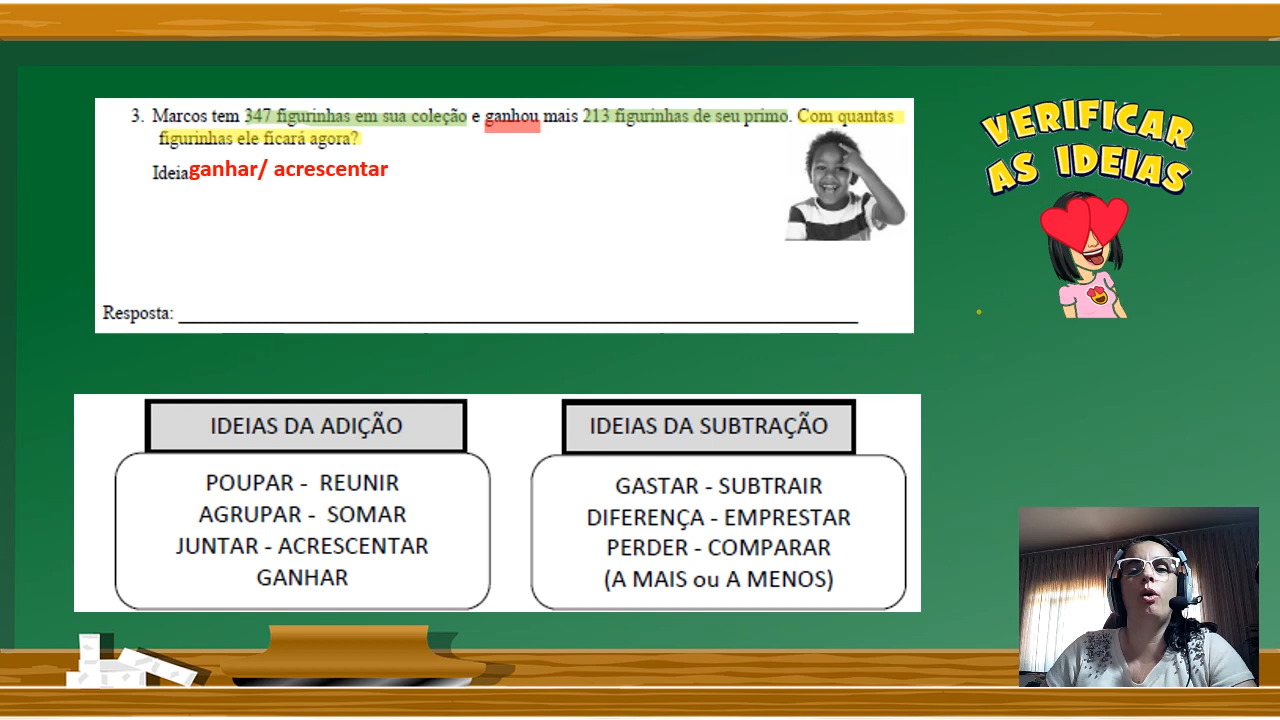 3. Marcos tem 347 figurinhas em sua coleção e ganhou mais 213 figurinhas de seu primo. Com quantas
figurinhas ele ficará agora?
Ideia ganhar/ acrescentar
Resposta:
VERIFICAR
AS IDEIAS
IDEIAS DA ADIÇÃO
POUPAR - REUNIR
AGRUPAR - SOMAR
JUNTAR - ACRESCENTAR
GANHAR
IDEIAS DA SUBTRAÇÃO
GASTAR - SUBTRAIR
DIFERENÇA - EMPRESTAR
PERDER - COMPARAR
(A MAIS ou A MENOS)